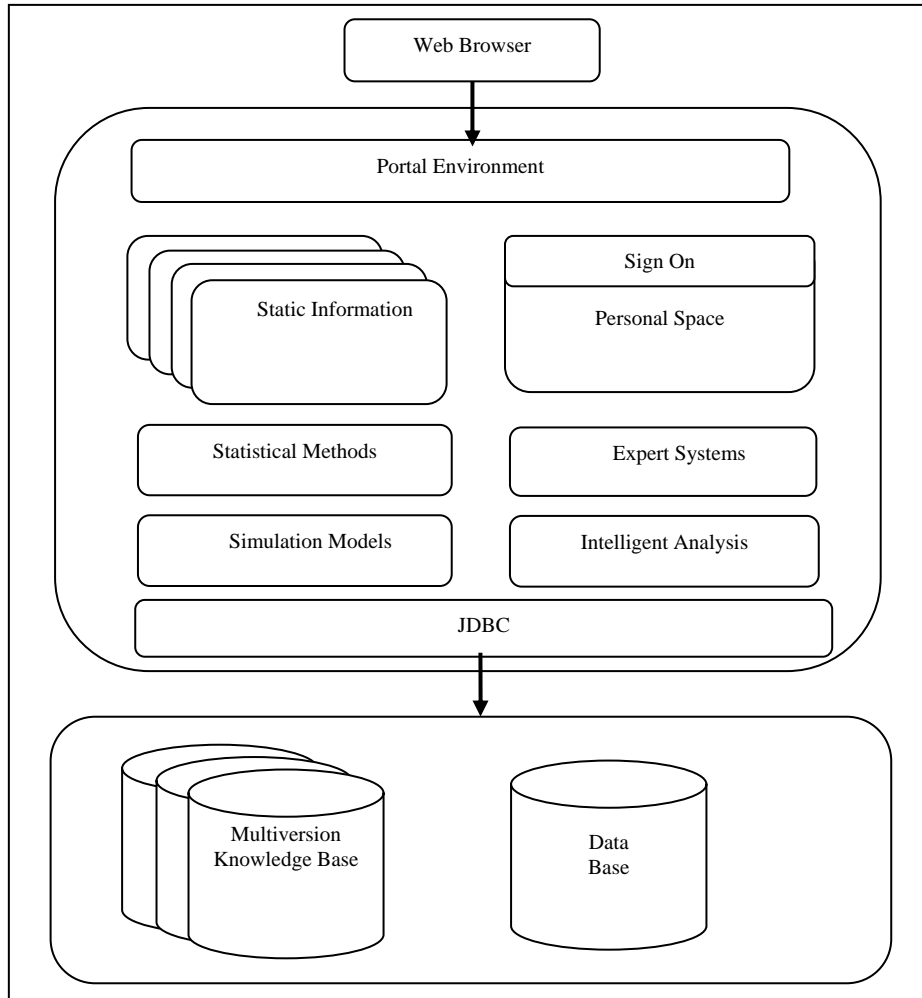 Web Browser
Portal Environment
Static Information
Sign On
Personal Space
Statistical Methods
Expert Systems
Simulation Models
Intelligent Analysis
JDBC
Multiversion
Knowledge Base
Data
Base